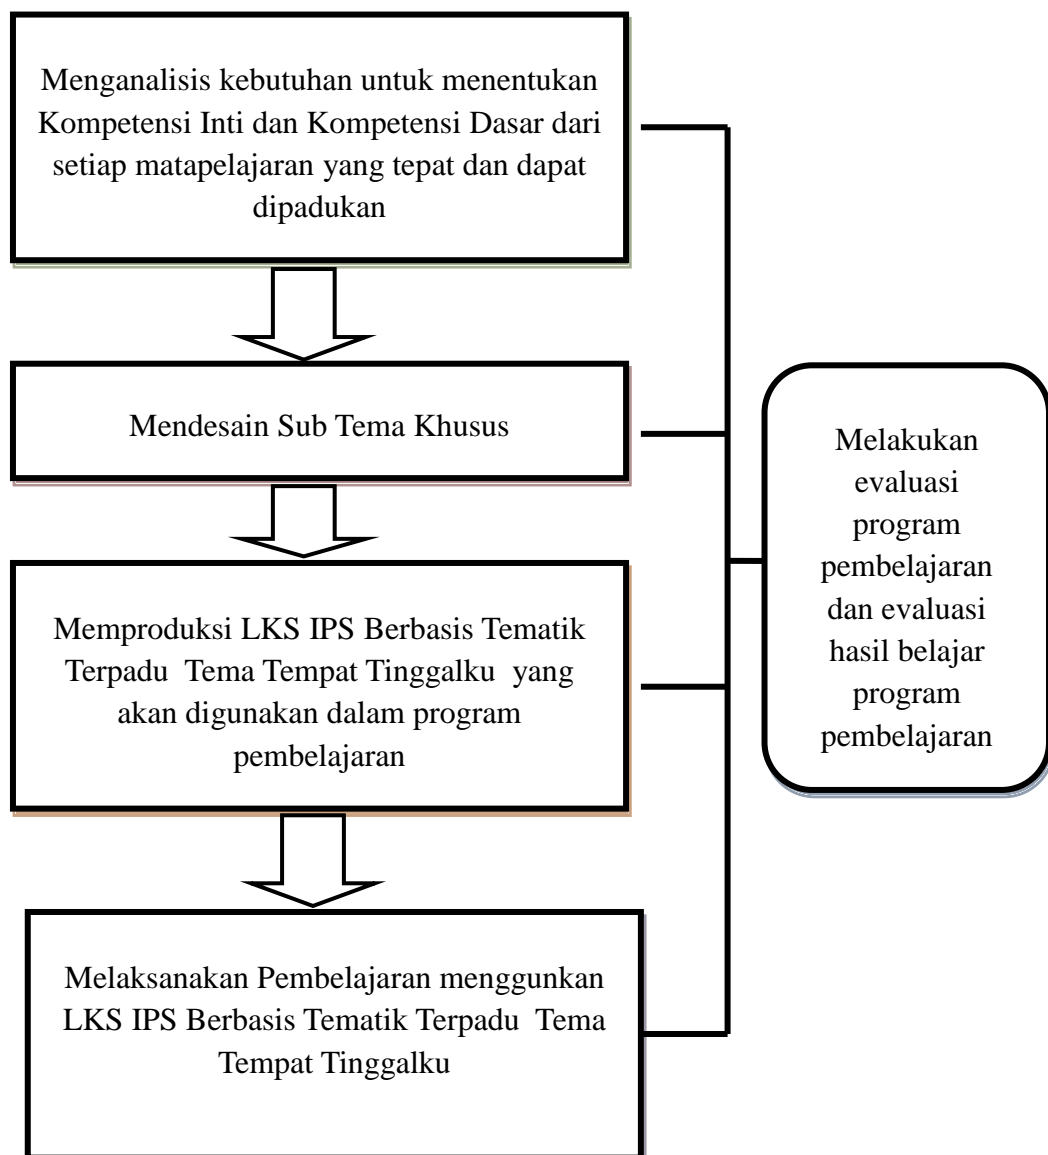 Menganalisis kebutuhan untuk menentukan
Kompetensi Inti dan Kompetensi Dasar dari
setiap matapelajaran yang tepat dan dapat
dipadukan
Mendesain Sub Tema Khusus
Memproduksi LKS IPS Berbasis Tematik
Terpadu  Tema Tempat Tinggalku  yang
akan digunakan dalam program
pembelajaran
Melaksanakan Pembelajaran menggunkan
LKS IPS Berbasis Tematik Terpadu  Tema
Tempat Tinggalku
Melakukan
evaluasi
program
pembelajaran
dan evaluasi
hasil belajar
program
pembelajaran